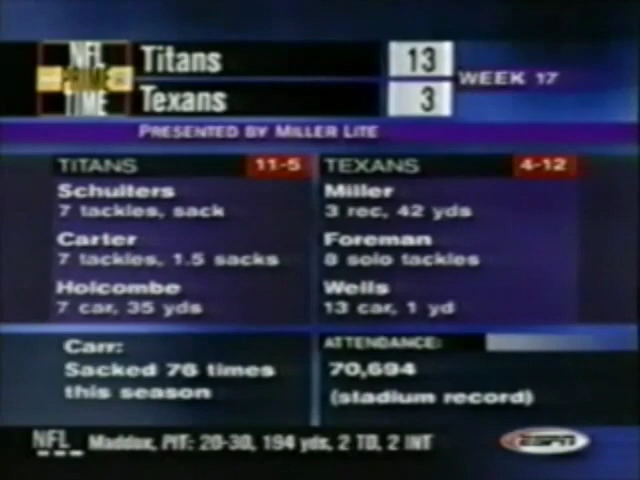 NFL
PRIME
TIME
Titans 13
Texans 3
WEEK 17
PRESENTED BY MILLER LITE
TITANS 11-5
Schulters
7 tackles, sack
Carter
7 tackles, 1.5 sacks
Holcombe
7 car, 35 yds
TEXANS 4-12
Miller
3 rec, 42 yds
Foreman
8 solo tackles
Wells
13 car, 1 yd
Carr:
Sacked 76 times
this season
ATTENDANCE:
70,694
(stadium record)
NFL Maddox, PIT: 20-30, 194 yds, 2 TD, 2 INT
ESPN